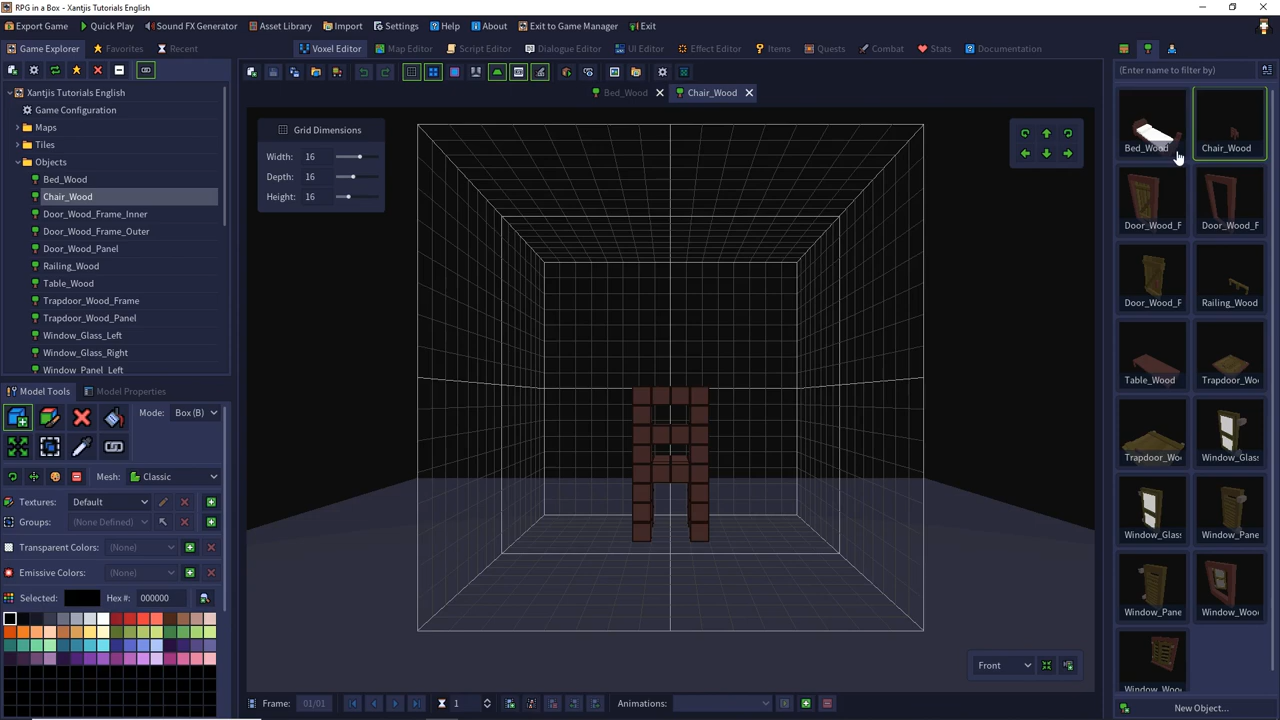 RPG in a Box - Xantjis Tutorials English
Export Game Quick Play Sound FX Generator Asset Library Import Settings Help About Exit to Game Manager Exit
Game Explorer Favorites Recent
Voxel Editor Map Editor Script Editor Dialogue Editor UI Editor Effect Editor Items Quests Combat Stats Documentation
(Enter name to filter by)
Xantjis Tutorials English
Game Configuration
Maps
Tiles
Objects
Bed_Wood
Chair_Wood
Door_Wood_Frame_Inner
Door_Wood_Frame_Outer
Door_Wood_Panel
Railing_Wood
Table_Wood
Trapdoor_Wood_Frame
Trapdoor_Wood_Panel
Window_Glass_Left
Window_Glass_Right
Window_Panel_Left
Model Tools Model Properties
Mode: Box (B)
Mesh: Classic
Textures: Default
Groups: (None Defined)
Transparent Colors: (None)
Emissive Colors: (None)
Selected: Hex #: 000000
Bed_Wood Chair_Wood
Grid Dimensions
Width: 16
Depth: 16
Height: 16
Front
Frame: 01/01 1 Animations:
Bed_Wood Chair_Wood
Door_Wood_F Door_Wood_F
Door_Wood_F Railing_Wood
Table_Wood Trapdoor_Wo
Trapdoor_Wo Window_Glas
Window_Glas Window_Pane
Window_Pane Window_Woo
Window_Woo
New Object...